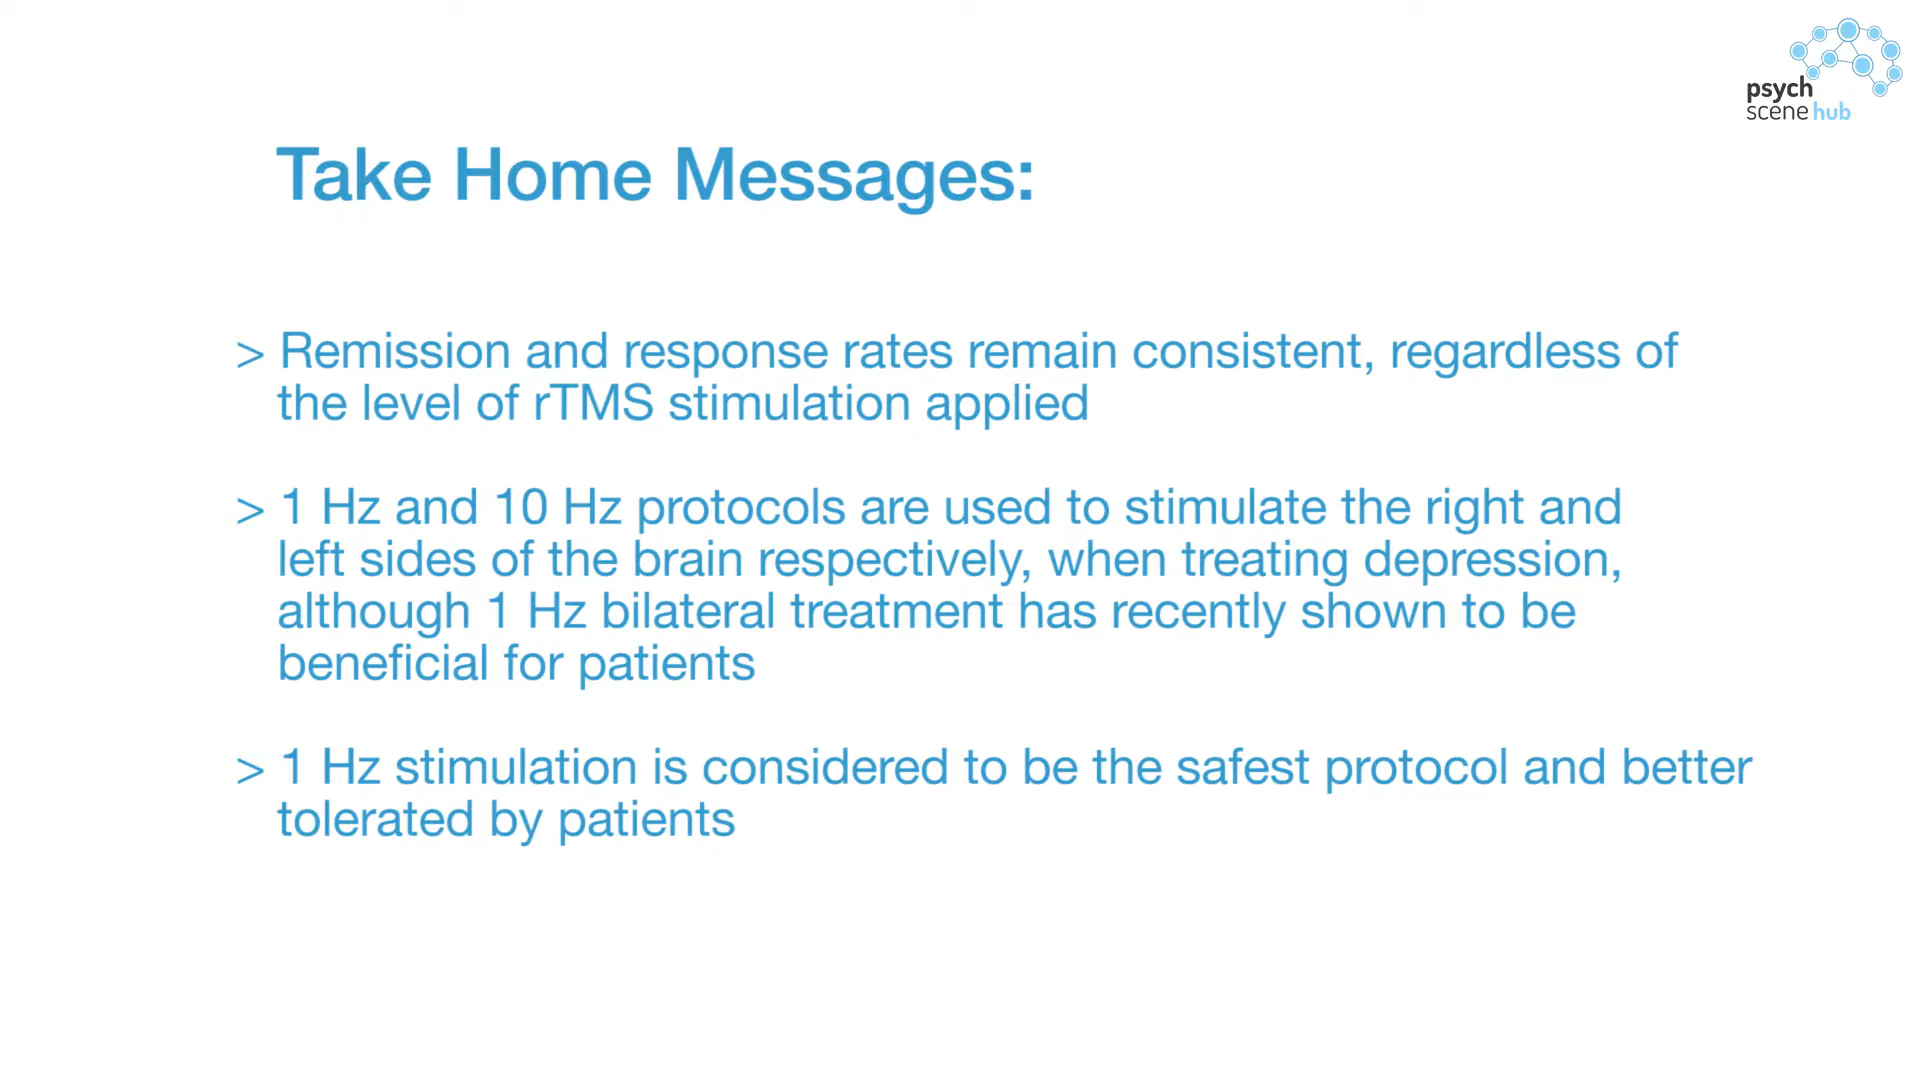 psych
scene hub
Take Home Messages:
> Remission and response rates remain consistent, regardless of
the level of rTMS stimulation applied
> 1 Hz and 10 Hz protocols are used to stimulate the right and
left sides of the brain respectively, when treating depression,
although 1 Hz bilateral treatment has recently shown to be
beneficial for patients
> 1 Hz stimulation is considered to be the safest protocol and better
tolerated by patients